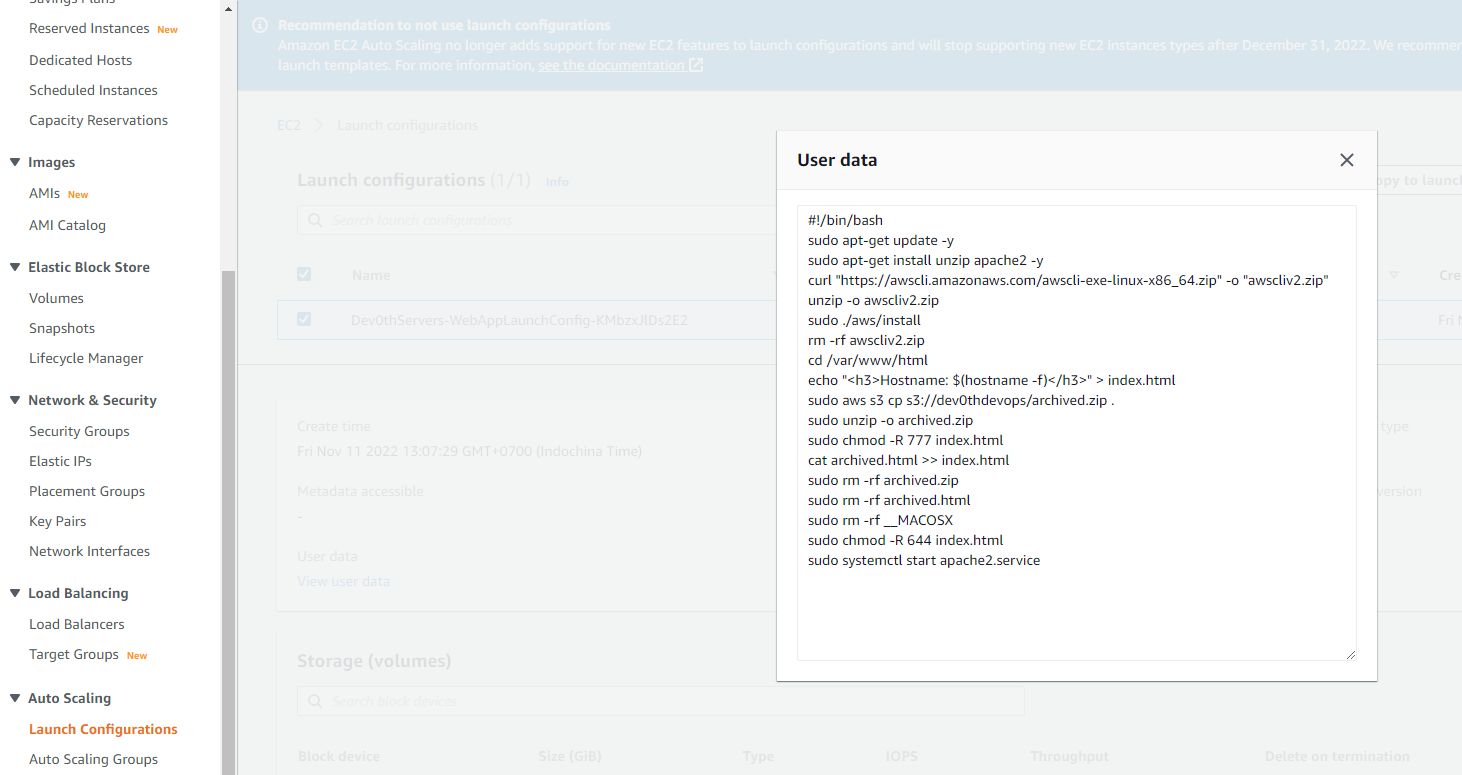 Savings Plans
Reserved Instances New
Dedicated Hosts
Scheduled Instances
Capacity Reservations
Images
AMIs New
AMI Catalog
Elastic Block Store
Volumes
Snapshots
Lifecycle Manager
Network & Security
Security Groups
Elastic IPs
Placement Groups
Key Pairs
Network Interfaces
Load Balancing
Load Balancers
Target Groups New
Auto Scaling
Launch Configurations
Auto Scaling Groups
Recommendation to not use launch configurations
Amazon EC2 Auto Scaling no longer adds support for new EC2 features to launch configurations and will stop supporting new EC2 instances types after December 31, 2022. We recomme
launch templates. For more information, see the documentation
EC2 > Launch configurations
Launch configurations (1/1) Info
opy to launch
Search launch configurations
Name
Cre
Dev0thServers-WebAppLaunchConfig-KMbzxJlDs2E2
Fri
Create time
Fri Nov 11 2022 13:07:29 GMT+0700 (Indochina Time)
type
Metadata accessible
-
version
User data
View user data
Storage (volumes)
Search block devices
Block device Size (GiB) Type IOPS Throughput Delete on termination
User data
#!/bin/bash
sudo apt-get update -y
sudo apt-get install unzip apache2 -y
curl "https://awscli.amazonaws.com/awscli-exe-linux-x86_64.zip" -o "awscliv2.zip"
unzip -o awscliv2.zip
sudo ./aws/install
rm -rf awscliv2.zip
cd /var/www/html
echo "<h3>Hostname: $(hostname -f)</h3>" > index.html
sudo aws s3 cp s3://dev0thdevops/archived.zip .
sudo unzip -o archived.zip
sudo chmod -R 777 index.html
cat archived.html >> index.html
sudo rm -rf archived.zip
sudo rm -rf archived.html
sudo rm -rf __MACOSX
sudo chmod -R 644 index.html
sudo systemctl start apache2.service